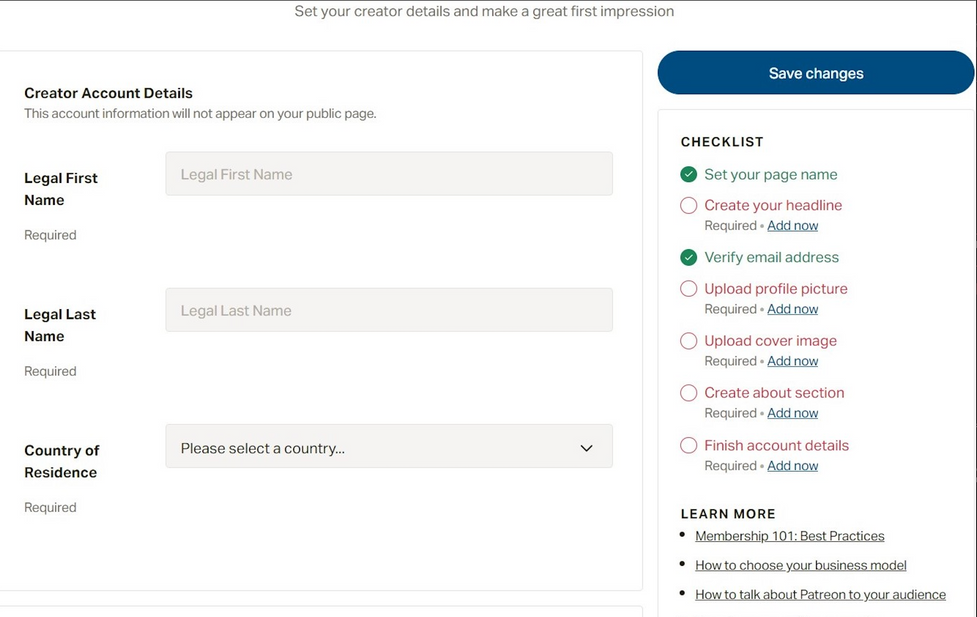 Set your creator details and make a great first impression
Creator Account Details
This account information will not appear on your public page.
Legal First
Name
Required
Legal First Name
Legal Last
Name
Required
Legal Last Name
Country of
Residence
Required
Please select a country...
Save changes
CHECKLIST
Set your page name
Create your headline
Required • Add now
Verify email address
Upload profile picture
Required • Add now
Upload cover image
Required • Add now
Create about section
Required • Add now
Finish account details
Required • Add now
LEARN MORE
• Membership 101: Best Practices
• How to choose your business model
• How to talk about Patreon to your audience